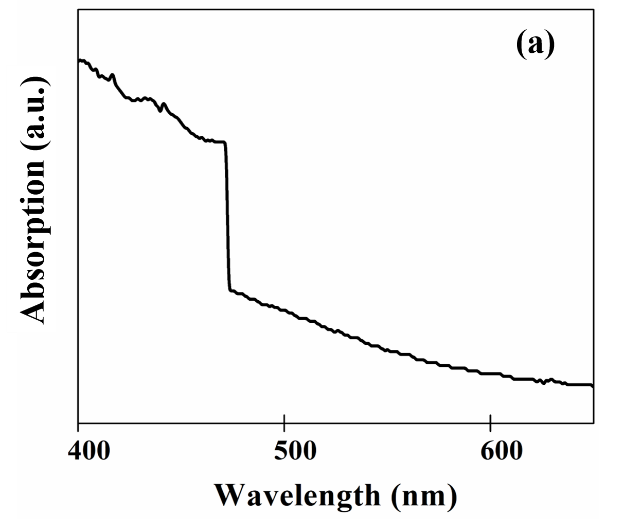 (a)
Absorption (a.u.)
400 500 600
Wavelength (nm)